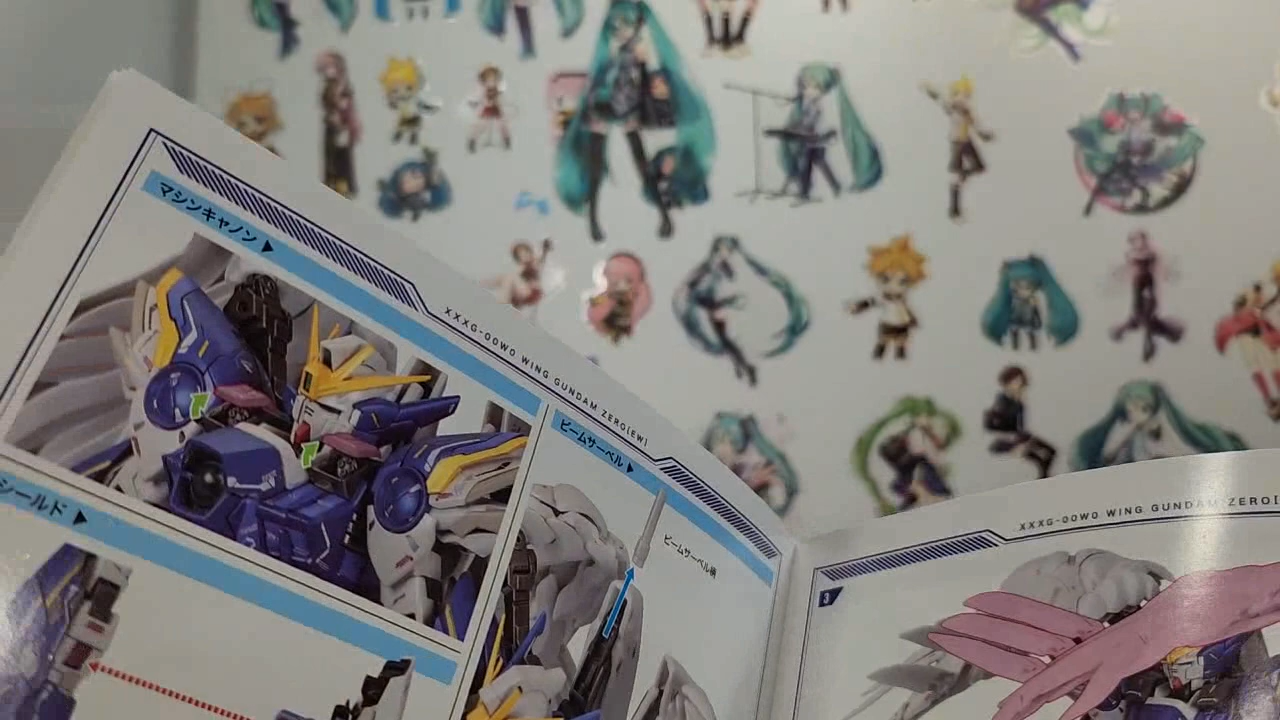 マシンキャノン ▶
XXXG-00W0 WING GUNDAM ZERO[EW]
ビームサーベル ▶
ビームサーベル柄
シールド ▶
XXXG-00W0 WING GUNDAM ZERO[
3